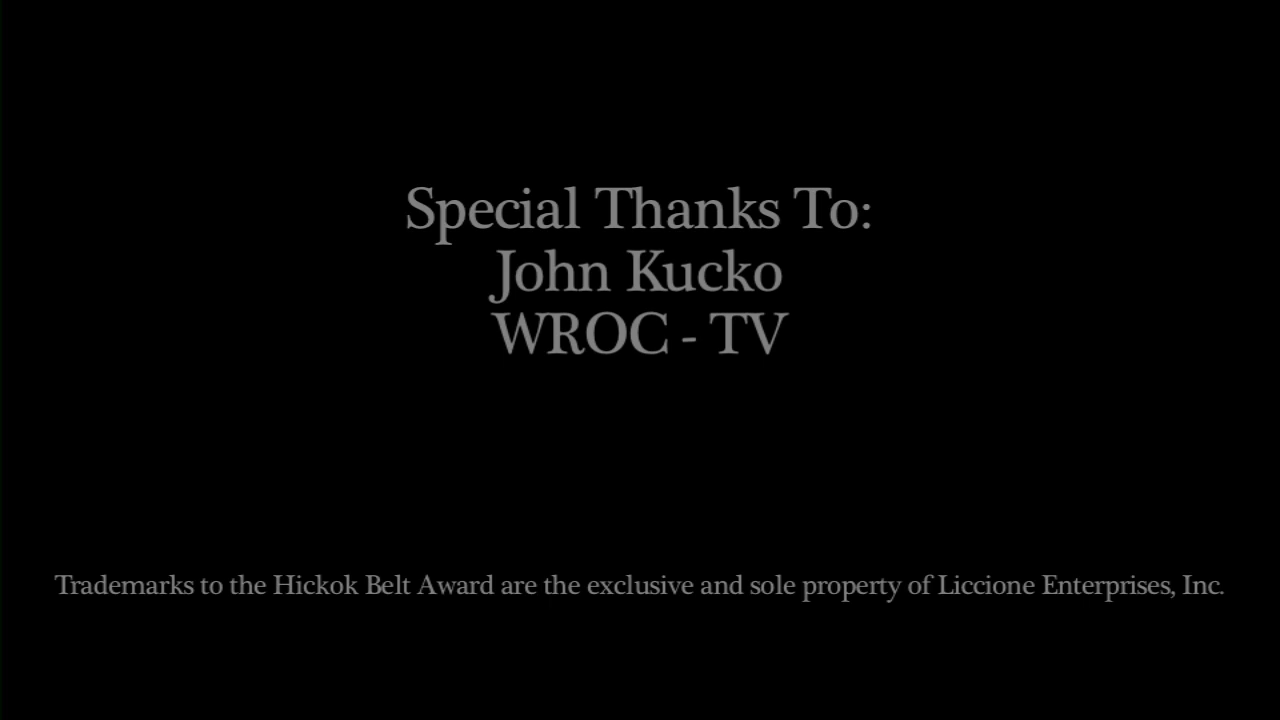 Special Thanks To:
John Kucko
WROC - TV
Trademarks to the Hickok Belt Award are the exclusive and sole property of Liccione Enterprises, Inc.